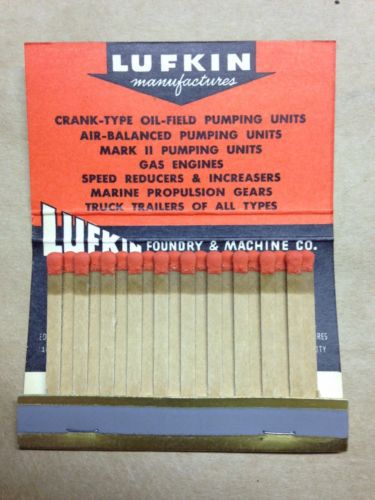 LUFKIN
manufactures
CRANK-TYPE OIL-FIELD PUMPING UNITS
AIR-BALANCED PUMPING UNITS
MARK II PUMPING UNITS
GAS ENGINES
SPEED REDUCERS & INCREASERS
MARINE PROPULSION GEARS
TRUCK TRAILERS OF ALL TYPES
LUFKIN FOUNDRY & MACHINE CO.